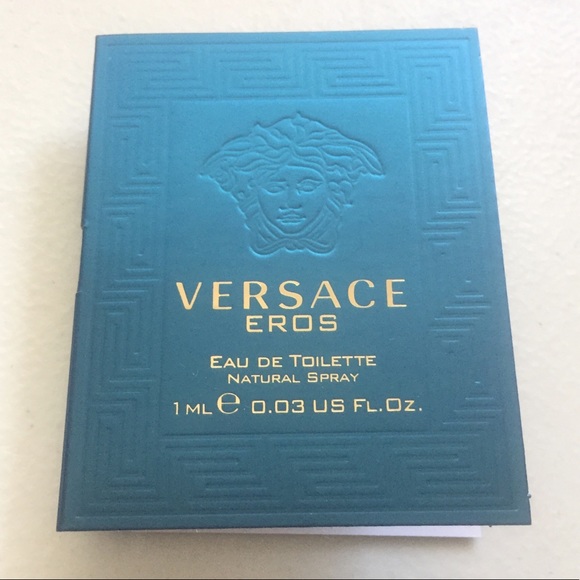 VERSACE
EROS
EAU DE TOILETTE
NATURAL SPRAY
1 ML ℮ 0.03 US FL.OZ.